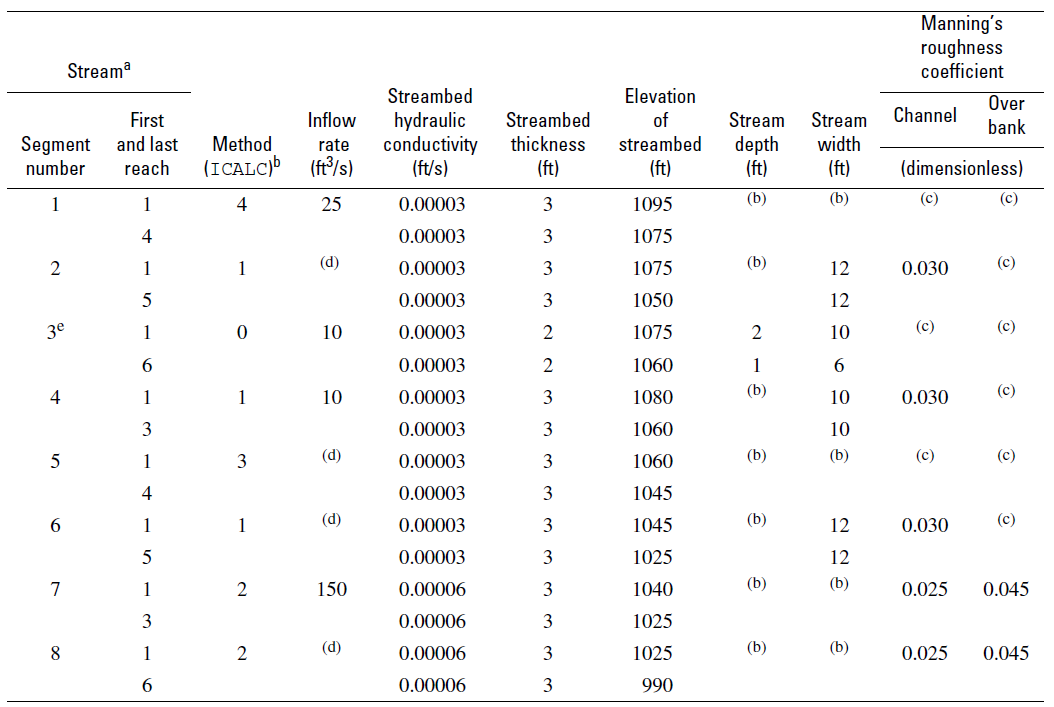 Manning's
roughness
coefficient
Streamᵃ
Segment number | First and last reach | Method (ICALC)ᵇ | Inflow rate (ft³/s) | Streambed hydraulic conductivity (ft/s) | Streambed thickness (ft) | Elevation of streambed (ft) | Stream depth (ft) | Stream width (ft) | Channel | Over bank
(dimensionless)
1 1 4 25 0.00003 3 1095 (b) (b) (c) (c)
4 0.00003 3 1075
2 1 1 (d) 0.00003 3 1075 (b) 12 0.030 (c)
5 0.00003 3 1050 12
3ᵉ 1 0 10 0.00003 2 1075 2 10 (c) (c)
6 0.00003 2 1060 1 6
4 1 1 10 0.00003 3 1080 (b) 10 0.030 (c)
3 0.00003 3 1060 10
5 1 3 (d) 0.00003 3 1060 (b) (b) (c) (c)
4 0.00003 3 1045
6 1 1 (d) 0.00003 3 1045 (b) 12 0.030 (c)
5 0.00003 3 1025 12
7 1 2 150 0.00006 3 1040 (b) (b) 0.025 0.045
3 0.00006 3 1025
8 1 2 (d) 0.00006 3 1025 (b) (b) 0.025 0.045
6 0.00006 3 990